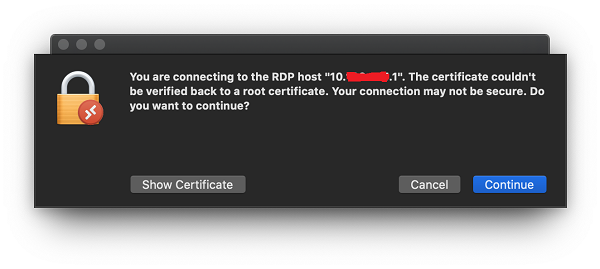 You are connecting to the RDP host "10. .1". The certificate couldn't
be verified back to a root certificate. Your connection may not be secure. Do
you want to continue?
Show Certificate
Cancel
Continue